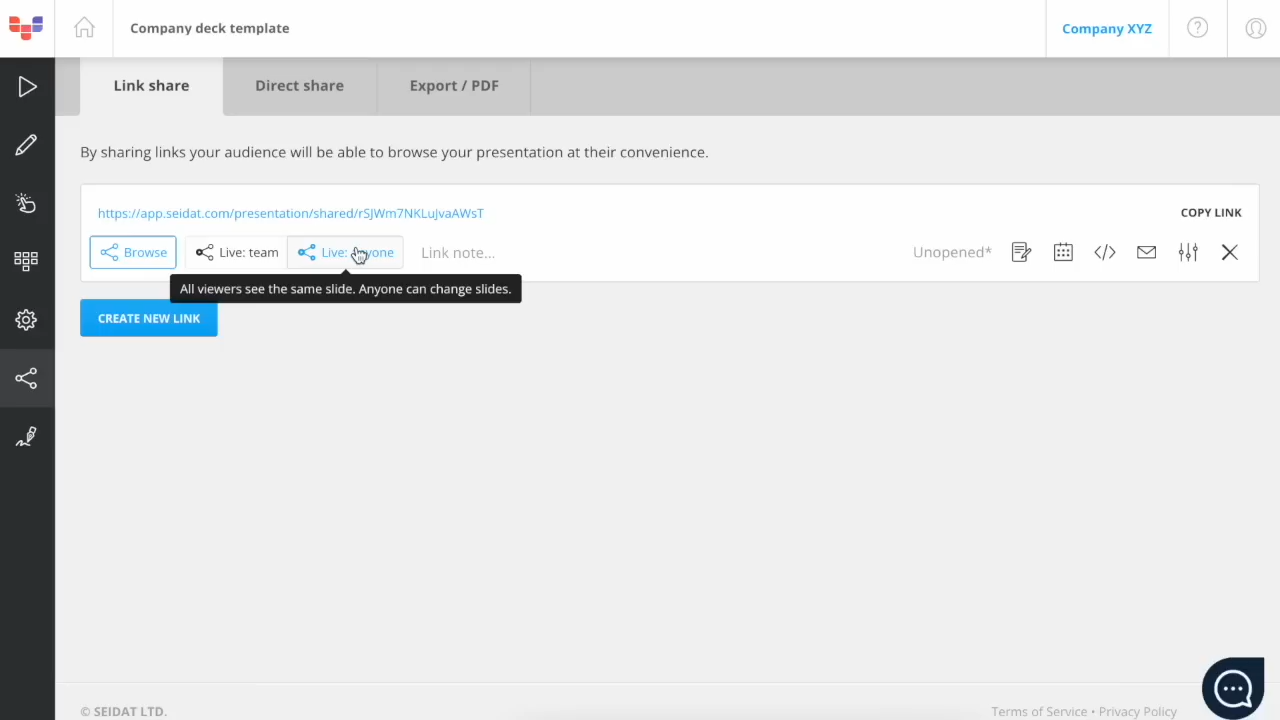 Company deck template
Company XYZ
Link share
Direct share
Export / PDF
By sharing links your audience will be able to browse your presentation at their convenience.
https://app.seidat.com/presentation/shared/rSJWm7NKLuJvaAWsT
COPY LINK
Browse
Live: team
Live: anyone
Link note...
Unopened*
All viewers see the same slide. Anyone can change slides.
CREATE NEW LINK
© SEIDAT LTD.
Terms of Service • Privacy Policy